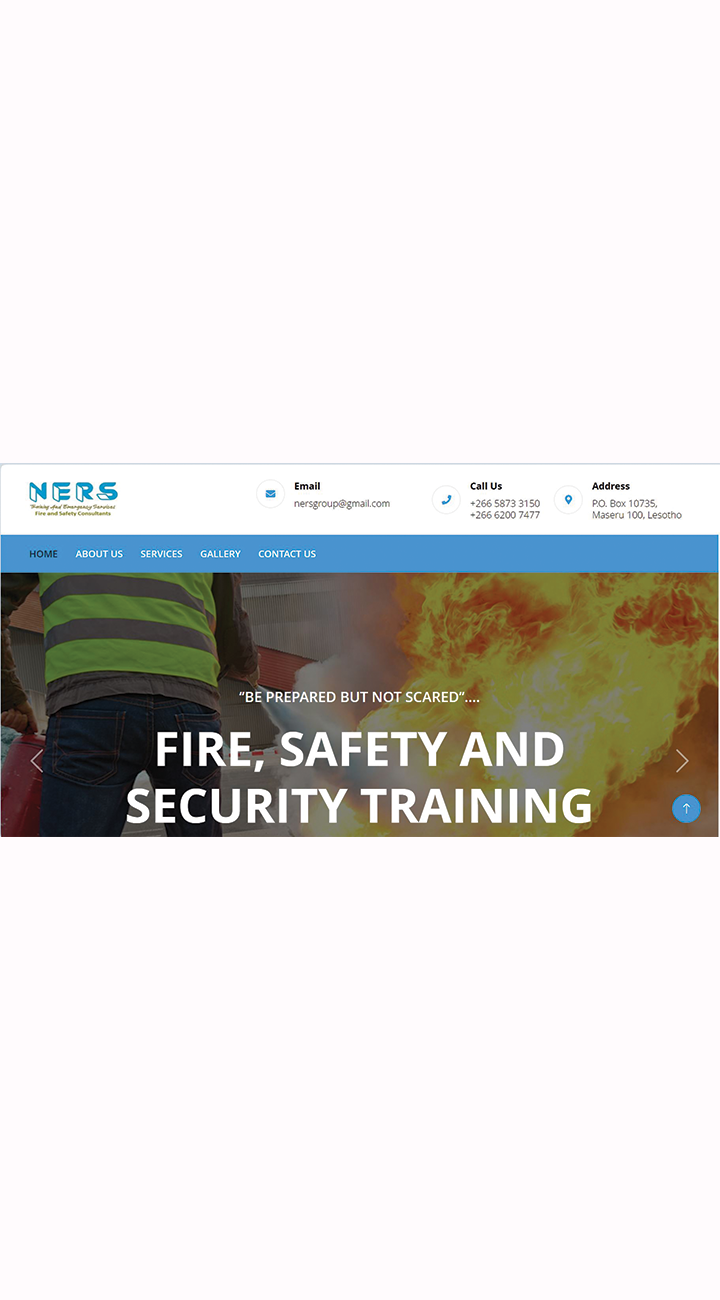 NERS
Training and Emergency Services
Fire and Safety Consultants
Email
nersgroup@gmail.com
Call Us
+266 5873 3150
+266 6200 7477
Address
P.O. Box 10735,
Maseru 100, Lesotho
HOME ABOUT US SERVICES GALLERY CONTACT US
“BE PREPARED BUT NOT SCARED“....
FIRE, SAFETY AND
SECURITY TRAINING